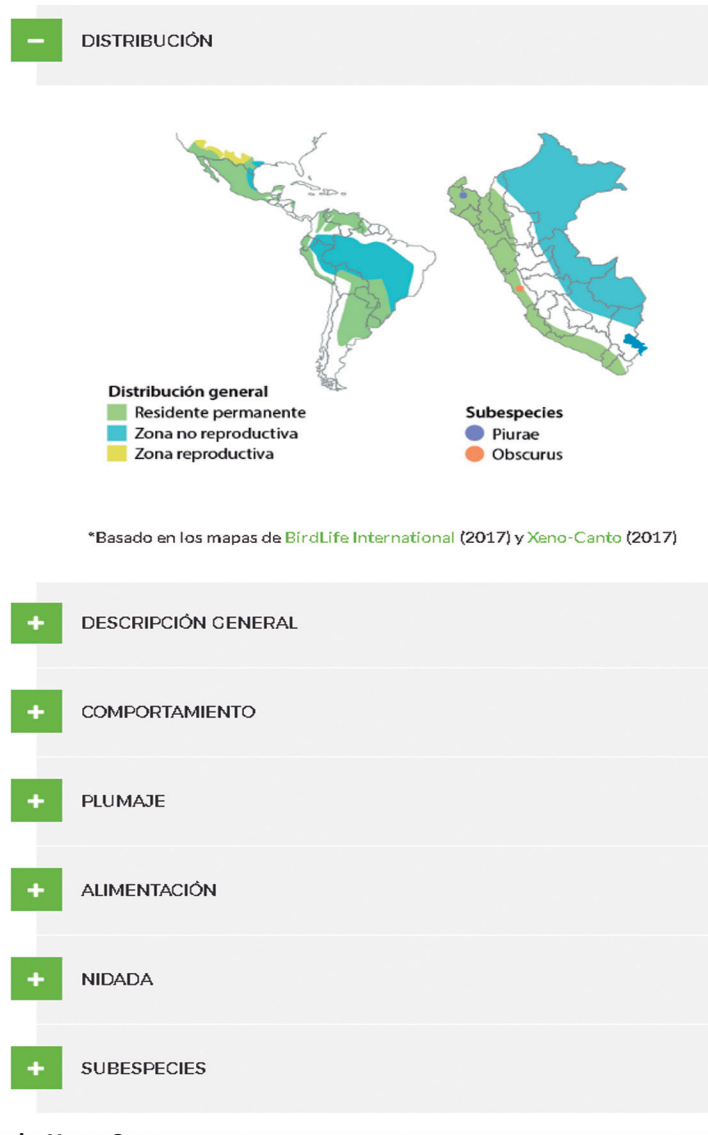 DISTRIBUCIÓN
Distribución general
Residente permanente
Zona no reproductiva
Zona reproductiva
Subespecies
Piurae
Obscurus
*Basado en los mapas de BirdLife International (2017) y Xeno-Canto (2017)
DESCRIPCIÓN GENERAL
COMPORTAMIENTO
PLUMAJE
ALIMENTACIÓN
NIDADA
SUBESPECIES